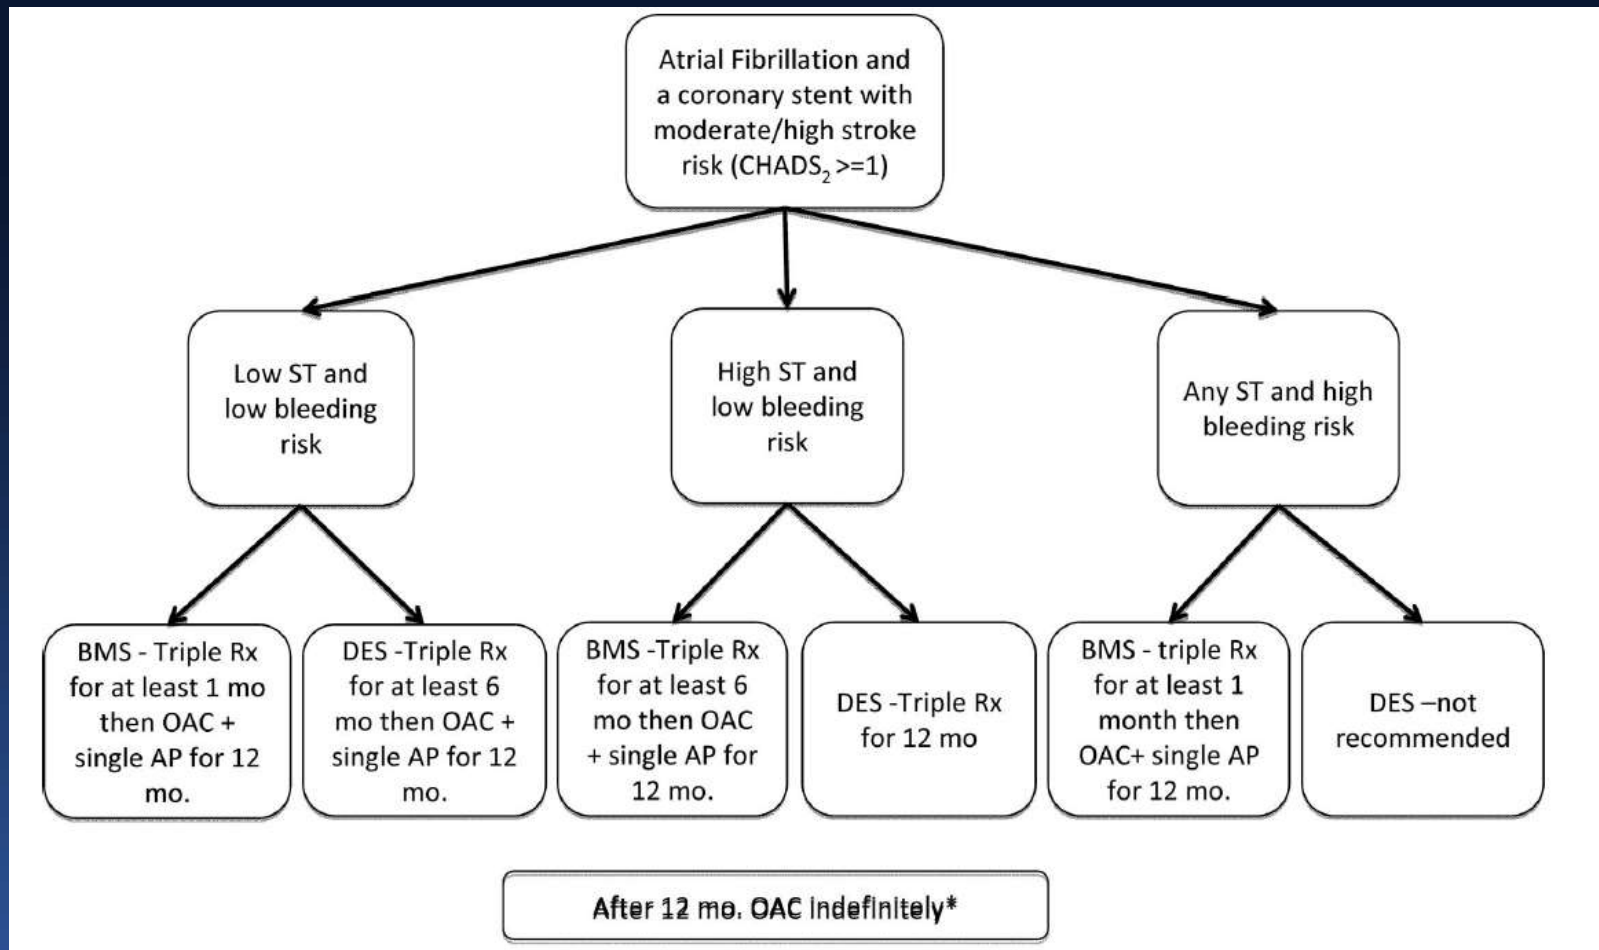 Atrial Fibrillation and
a coronary stent with
moderate/high stroke
risk (CHADS₂ >=1)
Low ST and
low bleeding
risk
High ST and
low bleeding
risk
Any ST and high
bleeding risk
BMS - Triple Rx
for at least 1 mo
then OAC +
single AP for 12
mo.
DES -Triple Rx
for at least 6
mo then OAC +
single AP for 12
mo.
BMS -Triple Rx
for at least 6
mo then OAC
+ single AP for
12 mo.
DES -Triple Rx
for 12 mo
BMS - triple Rx
for at least 1
month then
OAC+ single AP
for 12 mo.
DES –not
recommended
After 12 mo. OAC indefinitely*